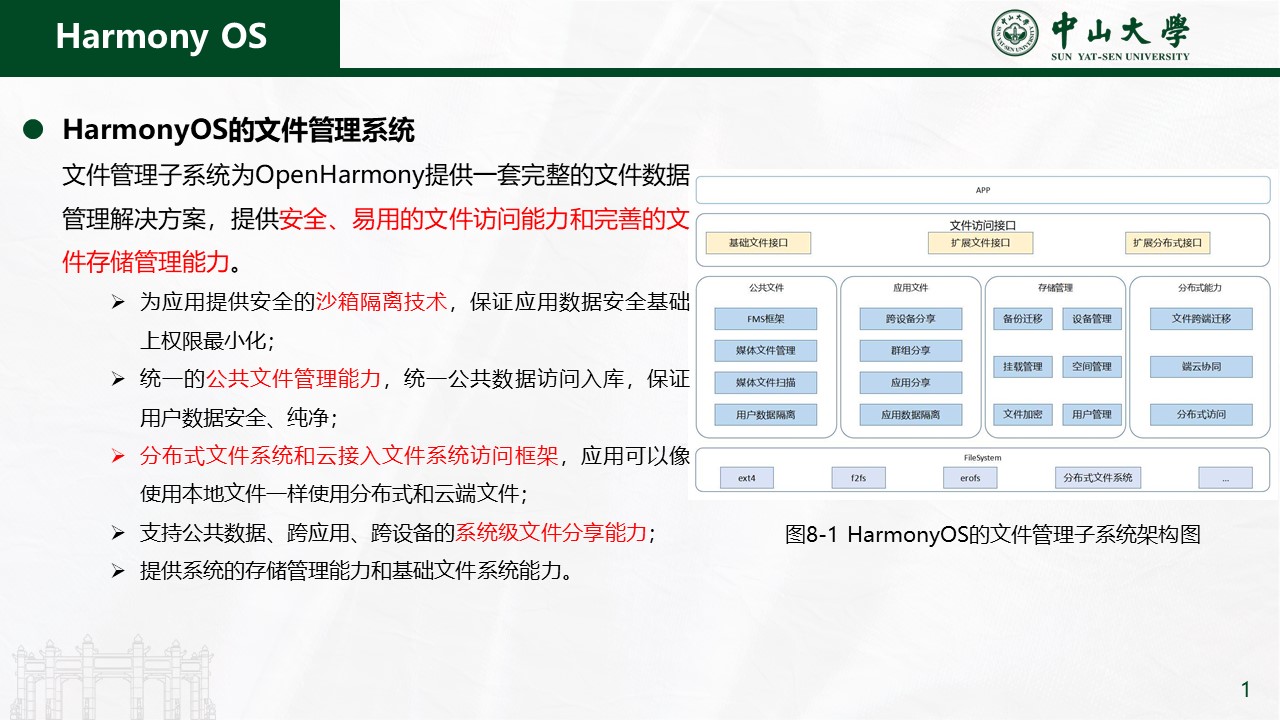 Harmony OS
中山大学
SUN YAT-SEN UNIVERSITY
HarmonyOS的文件管理系统
文件管理子系统为OpenHarmony提供一套完整的文件数据
管理解决方案，提供安全、易用的文件访问能力和完善的文
件存储管理能力。
为应用提供安全的沙箱隔离技术，保证应用数据安全基础
上权限最小化；
统一的公共文件管理能力，统一公共数据访问入库，保证
用户数据安全、纯净；
分布式文件系统和云接入文件系统访问框架，应用可以像
使用本地文件一样使用分布式和云端文件；
支持公共数据、跨应用、跨设备的系统级文件分享能力；
提供系统的存储管理能力和基础文件系统能力。
APP
文件访问接口
基础文件接口 扩展文件接口 扩展分布式接口
公共文件 应用文件 存储管理 分布式能力
FMS框架 跨设备分享 备份迁移 设备管理 文件跨端迁移
媒体文件管理 群组分享
挂载管理 空间管理 端云协同
媒体文件扫描 应用分享
用户数据隔离 应用数据隔离 文件加密 用户管理 分布式访问
FileSystem
ext4 f2fs erofs 分布式文件系统 ...
图8-1 HarmonyOS的文件管理子系统架构图
1